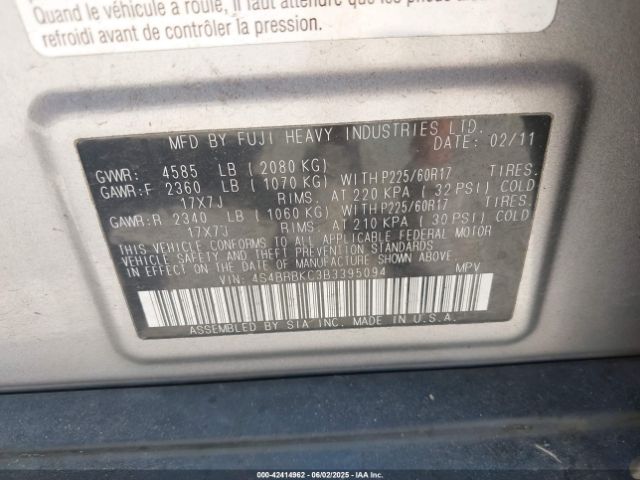 Quand le véhicule a roulé, il faut attendre que les pneus
refroidi avant de contrôler la pression.
MFD BY FUJI HEAVY INDUSTRIES LTD.
DATE: 02/11
GVWR: 4585 LB ( 2080 KG)
GAWR:F 2360 LB ( 1070 KG) WITH P225/60R17 TIRES.
17X7J RIMS. AT 220 KPA ( 32 PSI) COLD
GAWR:R 2340 LB ( 1060 KG) WITH P225/60R17 TIRES.
17X7J RIMS. AT 210 KPA ( 30 PSI) COLD
THIS VEHICLE CONFORMS TO ALL APPLICABLE FEDERAL MOTOR
VEHICLE SAFETY AND THEFT PREVENTION STANDARDS
IN EFFECT ON THE DATE OF MANUFACTURE SHOWN ABOVE.
VIN: 4S4BRBKC3B3395094 MPV
ASSEMBLED BY SIA INC. MADE IN U.S.A.
000-42414962 - 06/02/2025 - IAAI.COM